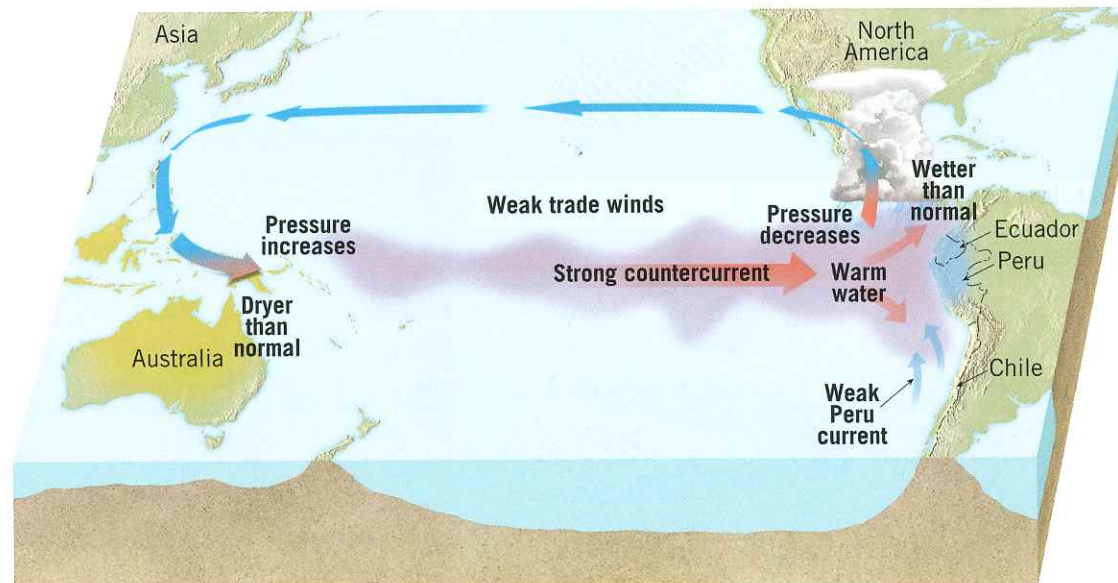 Asia
North
America
Wetter
than
normal
Weak trade winds
Pressure
increases
Pressure
decreases
Ecuador
Peru
Strong countercurrent
Warm
water
Dryer
than
normal
Australia
Chile
Weak
Peru
current